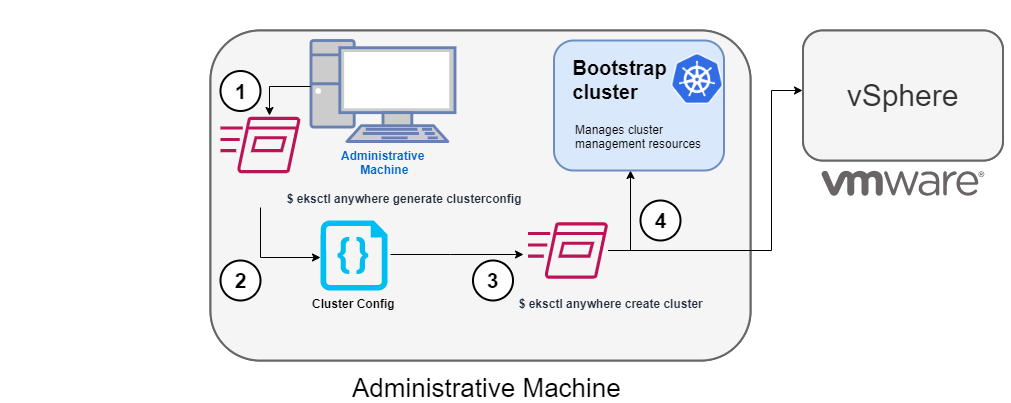 1
Administrative
Machine
$ eksctl anywhere generate clusterconfig
2
{}
Cluster Config
3
$ eksctl anywhere create cluster
4
Bootstrap
cluster
Manages cluster
management resources
vSphere
vmware®
Administrative Machine